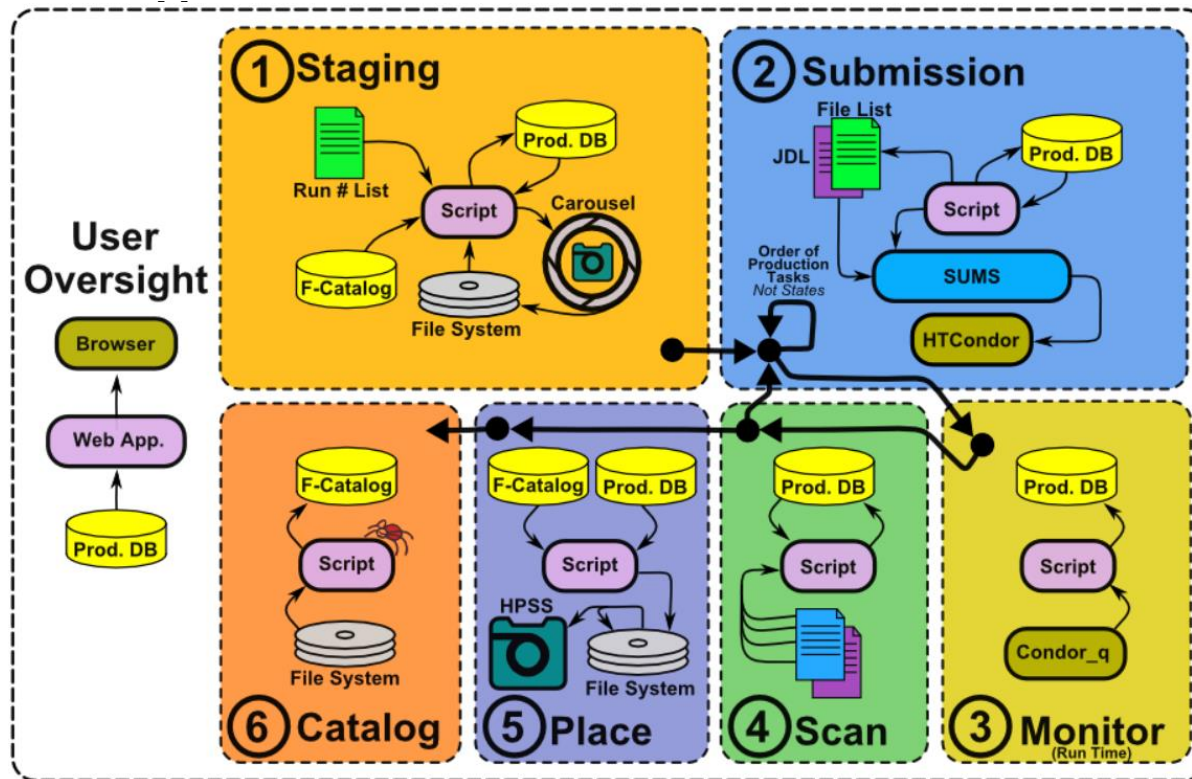 1 Staging
Run # List
Prod. DB
Script
Carousel
F-Catalog
File System
2 Submission
File List
JDL
Prod. DB
Script
SUMS
HTCondor
Order of
Production
Tasks
Not States
User
Oversight
Browser
Web App.
Prod. DB
F-Catalog
Script
File System
6 Catalog
F-Catalog
Prod. DB
Script
HPSS
File System
5 Place
Prod. DB
Script
4 Scan
Prod. DB
Script
Condor_q
3 Monitor
(Run Time)